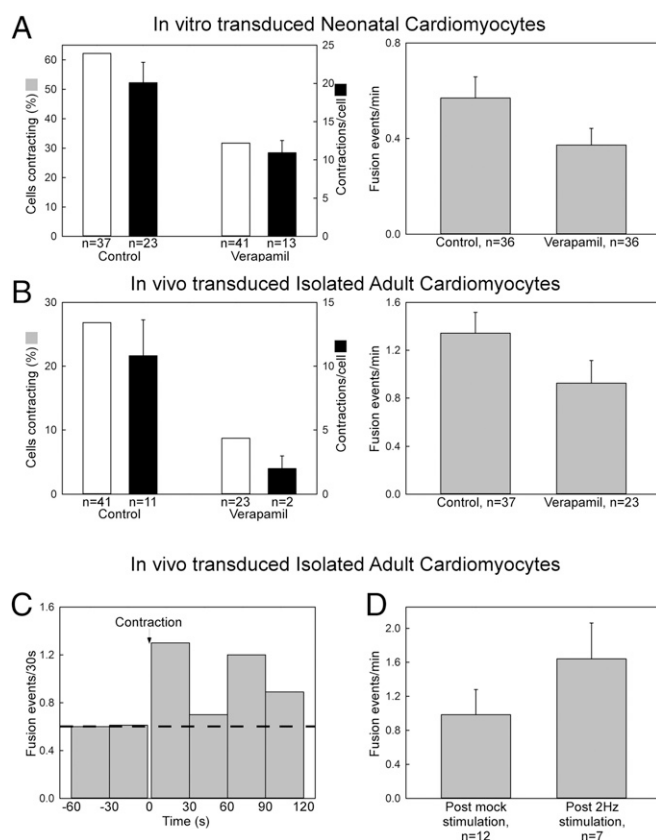 A
In vitro transduced Neonatal Cardiomyocytes
Cells contracting (%)
60
50
40
30
20
10
0
25
20
15
10
5
0
Contractions/cell
n=37 n=23 n=41 n=13
Control Verapamil
Fusion events/min
0.8
0.4
0.0
Control, n=36 Verapamil, n=36
B
In vivo transduced Isolated Adult Cardiomyocytes
Cells contracting (%)
30
20
10
0
15
10
5
0
Contractions/cell
n=41 n=11 n=23 n=2
Control Verapamil
Fusion events/min
1.6
1.2
0.8
0.4
0.0
Control, n=37 Verapamil, n=23
In vivo transduced Isolated Adult Cardiomyocytes
C
Fusion events/30s
1.6
1.2
0.8
0.4
0.0
Contraction
-60 -30 0 30 60 90 120
Time (s)
D
Fusion events/min
2.0
1.6
1.2
0.8
0.4
0.0
Post mock
stimulation,
n=12
Post 2Hz
stimulation,
n=7